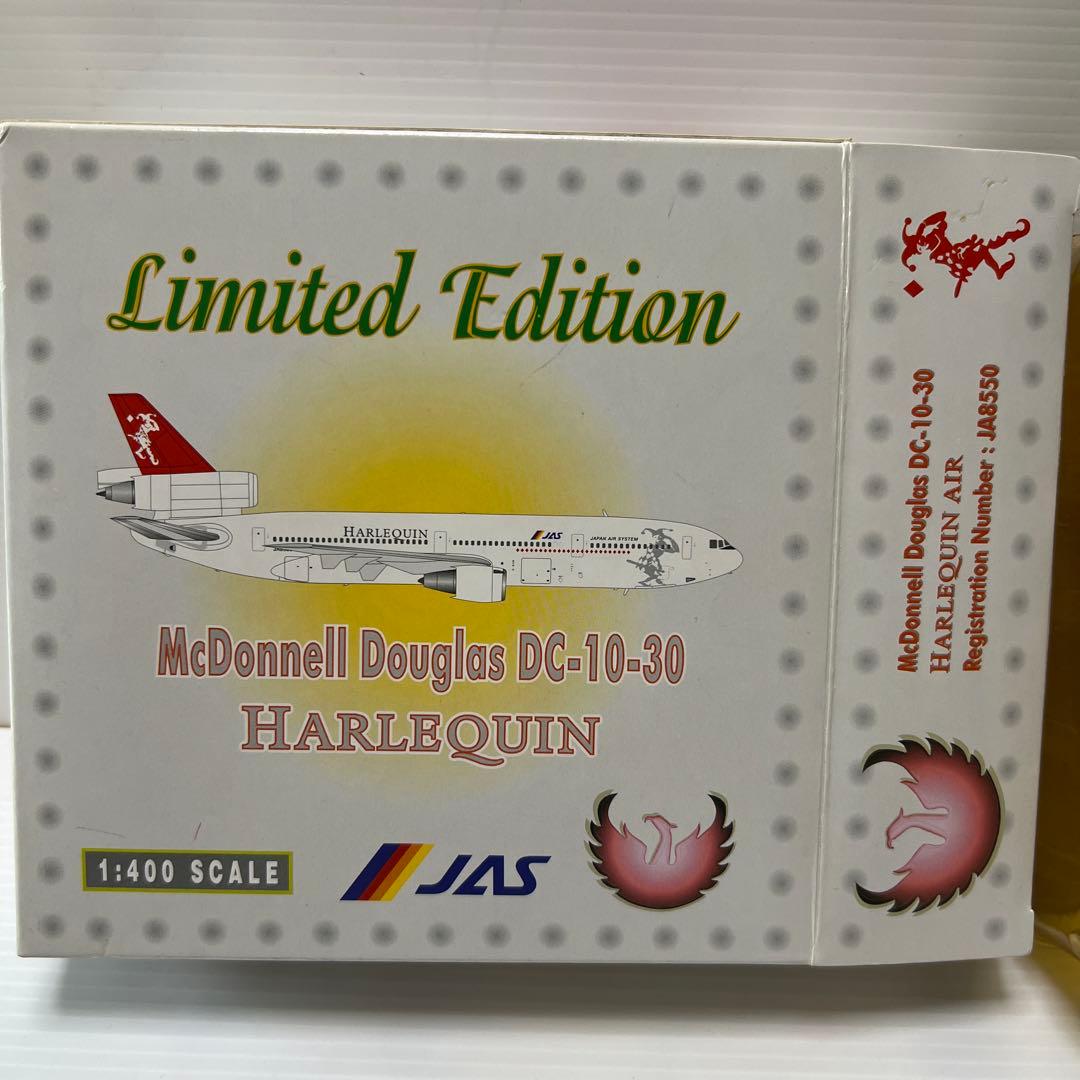 Limited Edition
HARLEQUIN
JAS
JAPAN AIR SYSTEM
McDonnell Douglas DC-10-30
HARLEQUIN
1:400 SCALE
JAS
McDonnell Douglas DC-10-30
HARLEQUIN AIR
Registration Number : JA8550